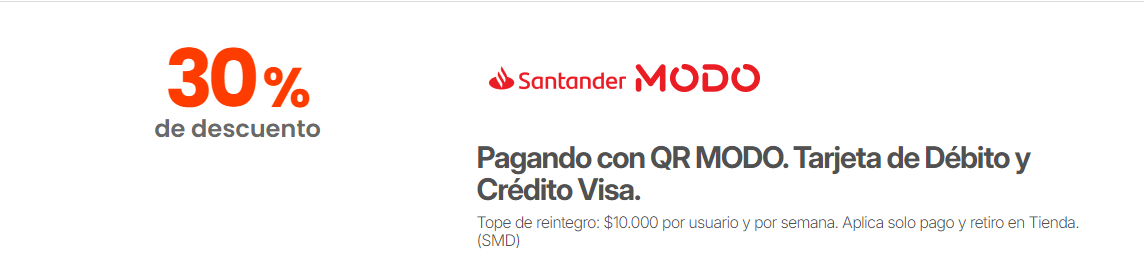 30%
de descuento
Santander MODO
Pagando con QR MODO. Tarjeta de Débito y
Crédito Visa.
Tope de reintegro: $10.000 por usuario y por semana. Aplica solo pago y retiro en Tienda.
(SMD)